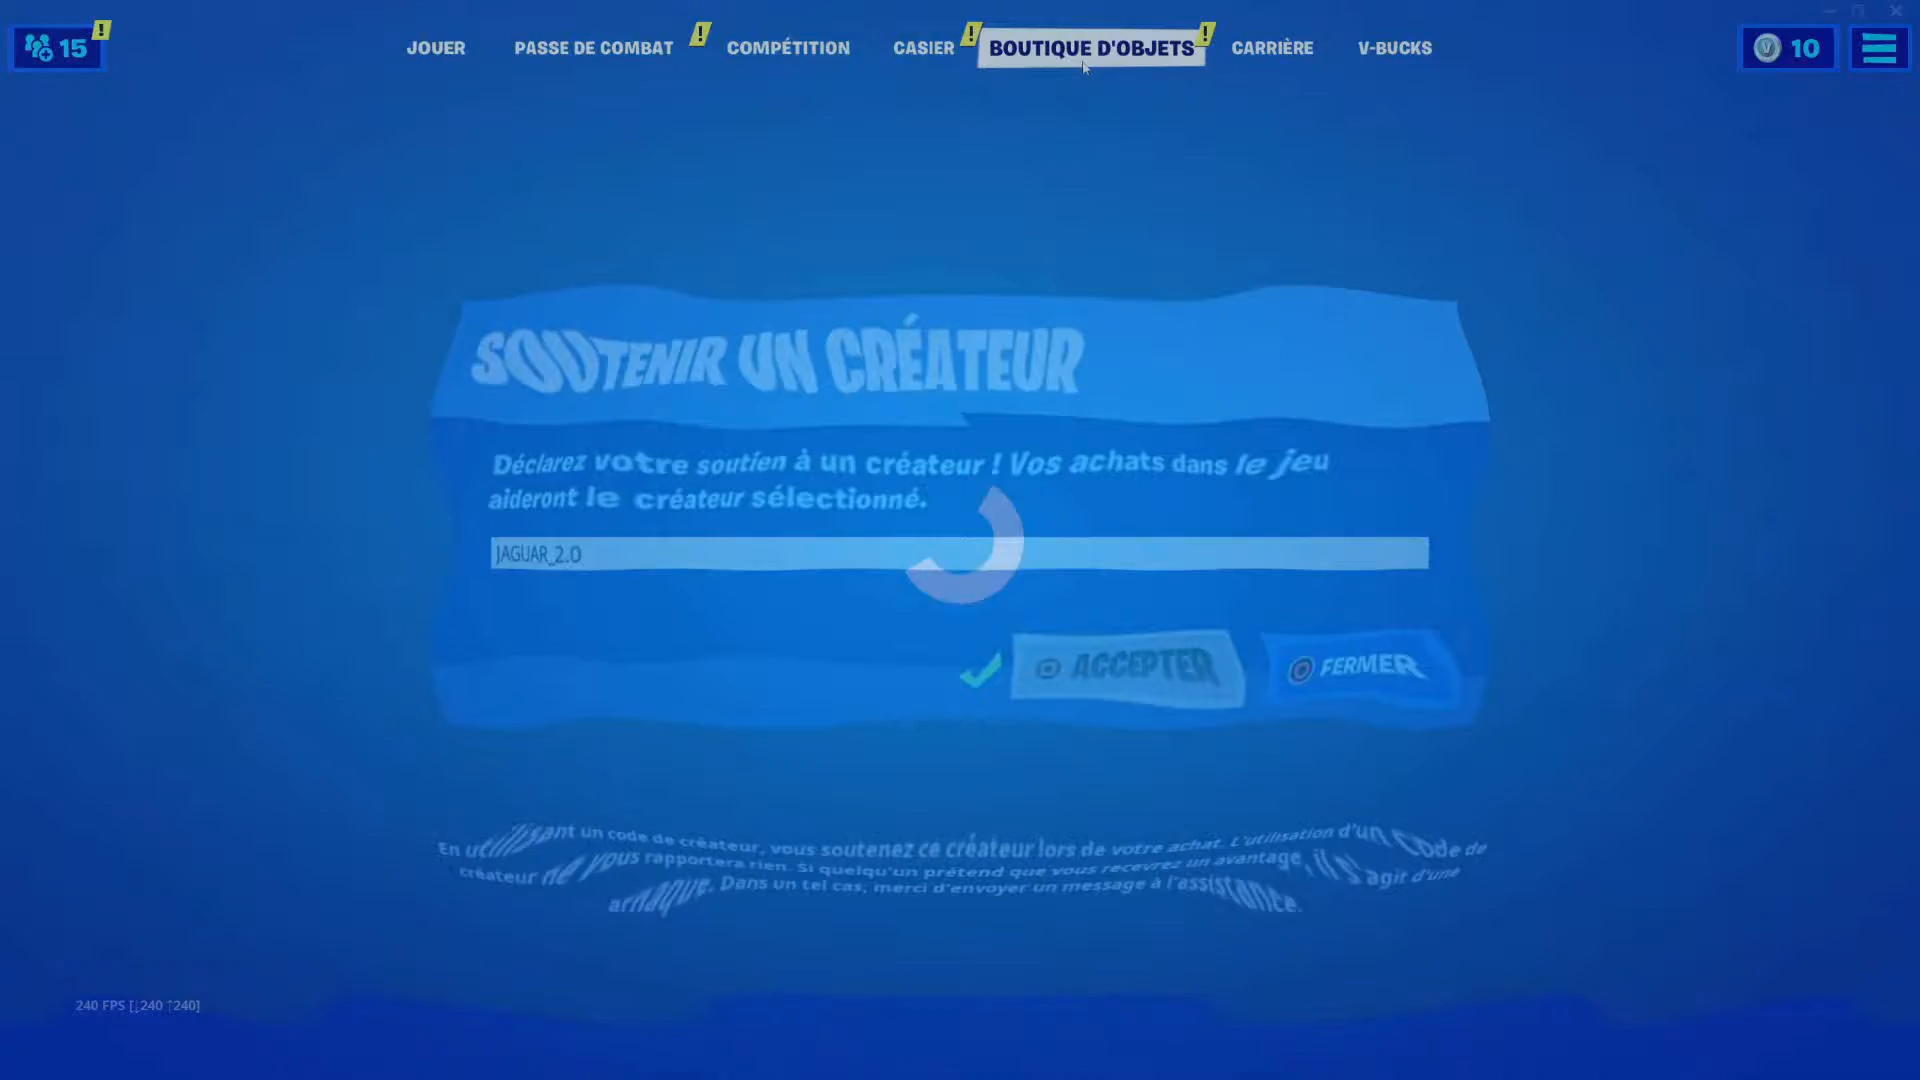 15
!
JOUER
PASSE DE COMBAT
!
COMPÉTITION
CASIER
!
BOUTIQUE D'OBJETS
!
CARRIÈRE
V-BUCKS
V
10
SOUTENIR UN CRÉATEUR
Déclarez votre soutien à un créateur ! Vos achats dans le jeu
aideront le créateur sélectionné.
JAGUAR_2.0
ACCEPTER
FERMER
En utilisant un code de créateur, vous soutenez ce créateur lors de votre achat. L'utilisation d'un Code de
créateur ne vous rapportera rien. Si quelqu'un prétend que vous recevrez un avantage, il s'agit d'une
arnaque. Dans un tel cas, merci d'envoyer un message à l'assistance.
240 FPS [↓240 ↑240]